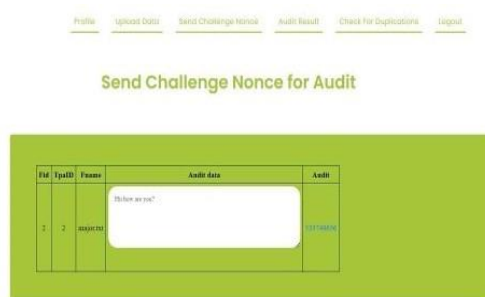 Profile Upload Data Send Challenge Nonce Audit Result Check For Duplications Logout
Send Challenge Nonce for Audit
Fid TpaID Fname Audit data Audit
Hi how are you?
2 2